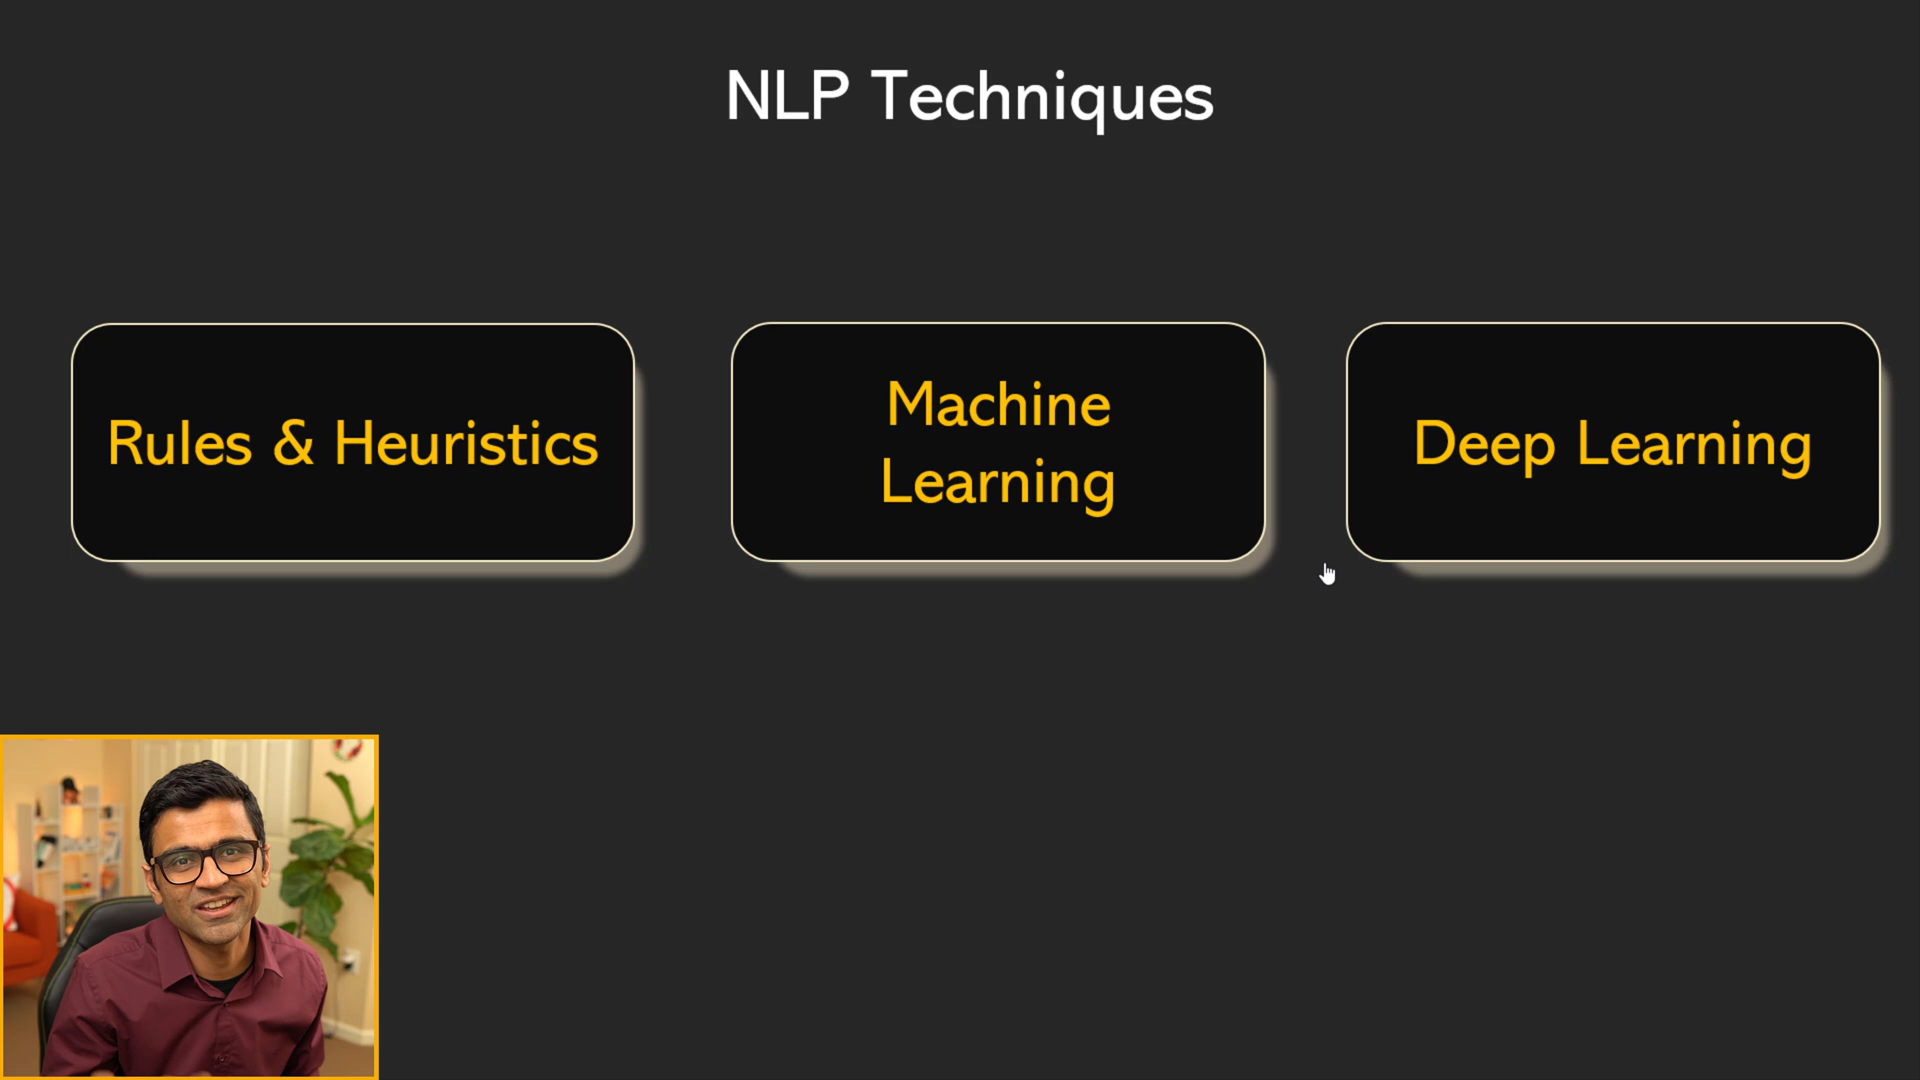 NLP Techniques
Rules & Heuristics
Machine
Learning
Deep Learning